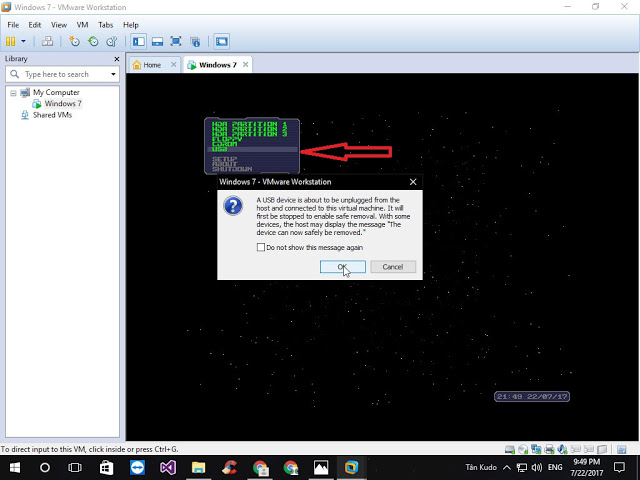 Windows 7 - VMware Workstation
File Edit View VM Tabs Help
Library
Type here to search
My Computer
Windows 7
Shared VMs
Home
Windows 7
HDA PARTITION 1
HDA PARTITION 2
HDA PARTITION 3
FLOPPY
CDROM
USB
SETUP
ABOUT
SHUTDOWN
Windows 7 - VMware Workstation
A USB device is about to be unplugged from the
host and connected to this virtual machine. It will
first be stopped to enable safe removal. With some
devices, the host may display the message "The
device can now safely be removed."
Do not show this message again
OK Cancel
21:49 22/07/17
To direct input to this VM, click inside or press Ctrl+G.
Tân Kudo ENG
9:49 PM
7/22/2017